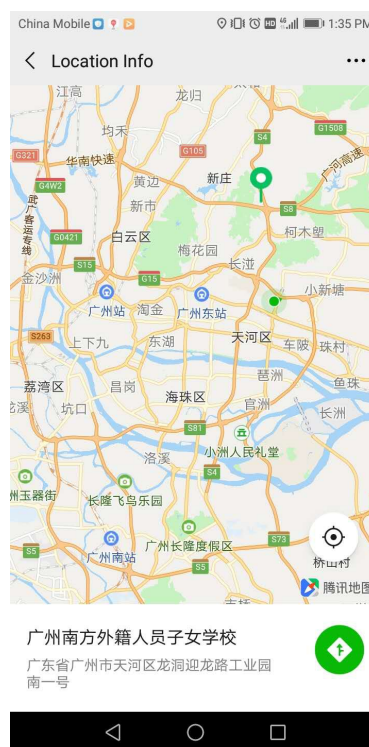 China Mobile
46
HD
1:35 PM
Location Info
江高
龙归
均禾
S4
G1508
G321
华南快速
G105
广河高速
G4W2
黄边
新庄
武广客运专线
新市
S8
G0421
白云区
柯木塱
梅花园
长湴
S15
金沙洲
G15
小新塘
广州站
淘金
广州东站
S263
上下九
东湖
天河区
车陂
珠村
荔湾区
昌岗
琶洲
鱼珠
海珠区
官洲
坑口
长洲
S81
洛溪
小洲人民礼堂
S4
州玉器街
长隆飞鸟乐园
广州长隆度假区
S73
S5
广州南站
S5
桥山村
腾讯地图
广州南方外籍人员子女学校
广东省广州市天河区龙洞迎龙路工业园
南一号